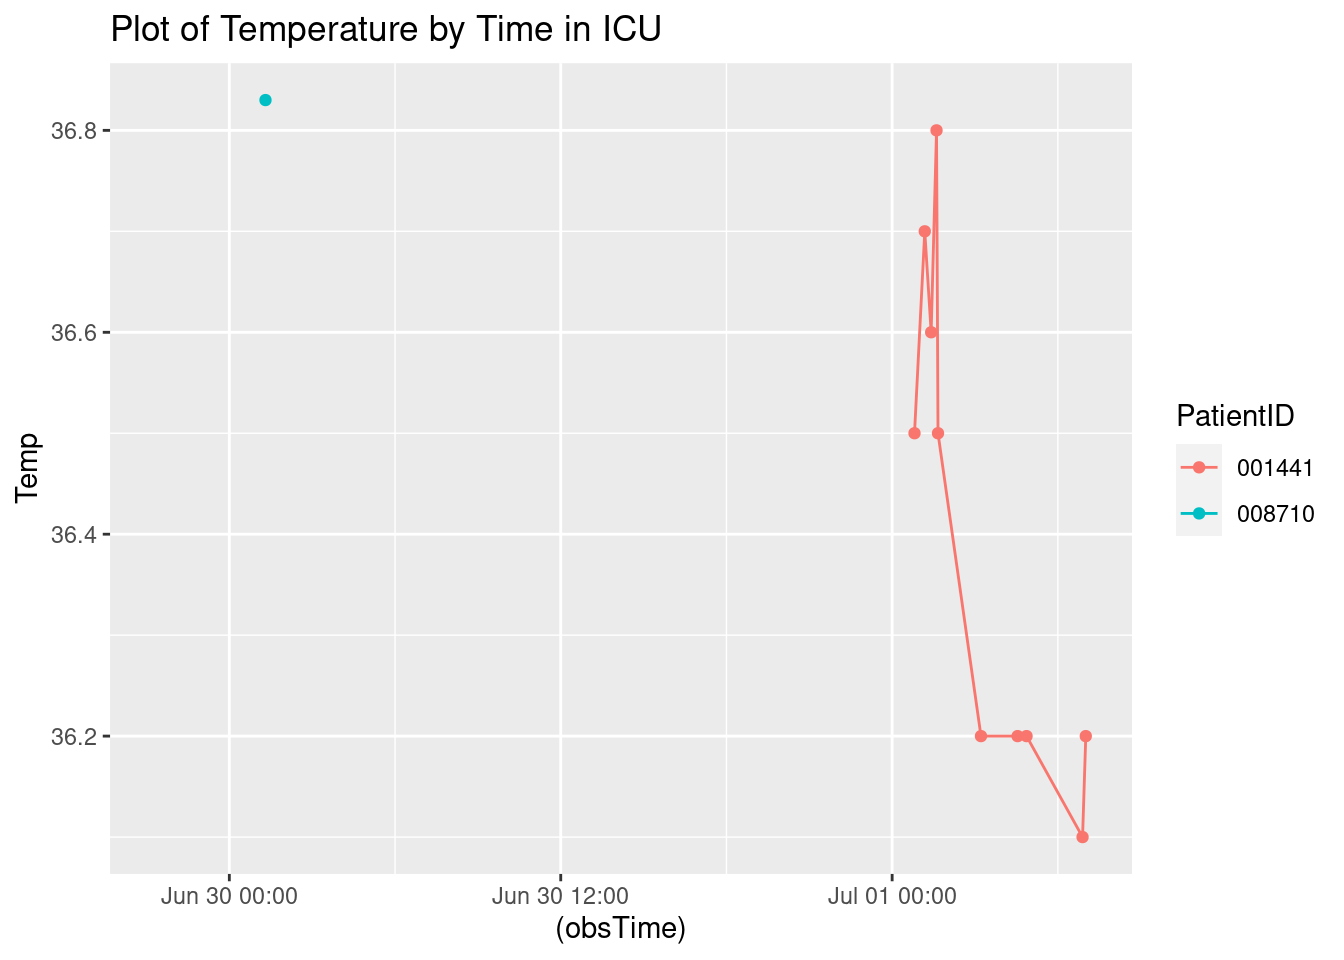 Plot of Temperature by Time in ICU
36.8
36.6
36.4
36.2
Temp
Jun 30 00:00
Jun 30 12:00
Jul 01 00:00
(obsTime)
PatientID
001441
008710